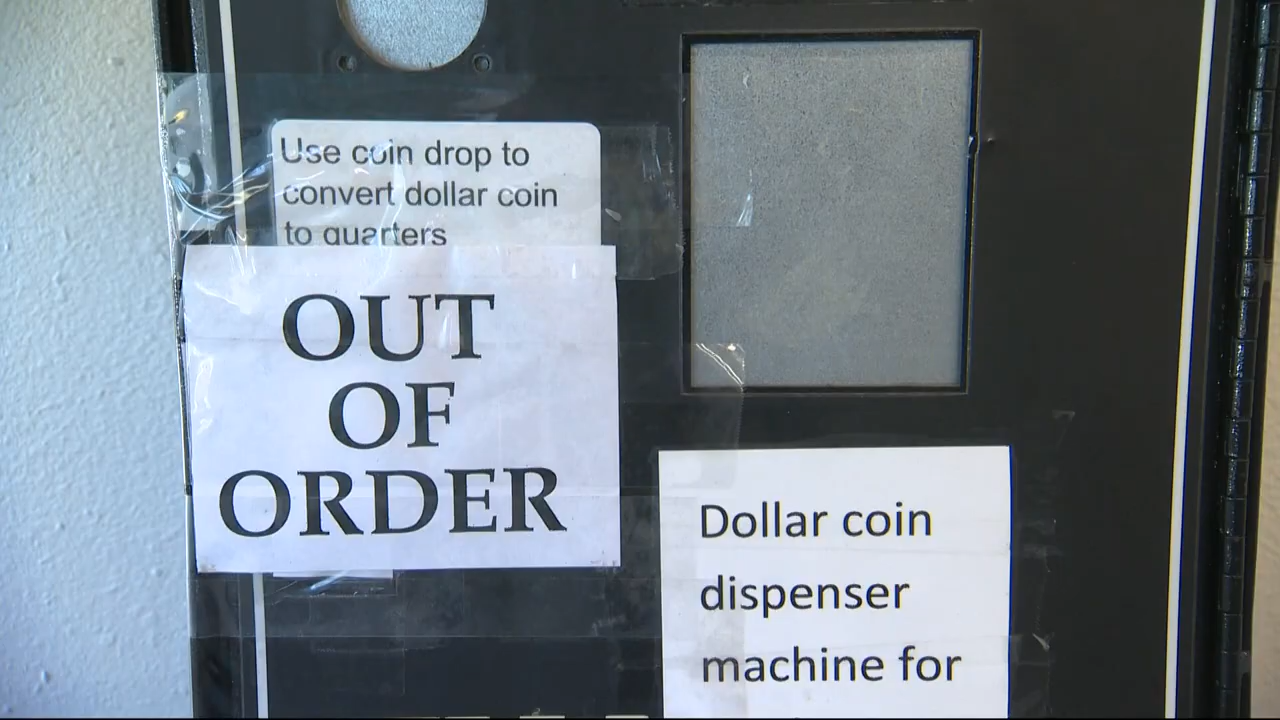 Use coin drop to
convert dollar coin
to quarters
OUT
OF
ORDER
Dollar coin
dispenser
machine for